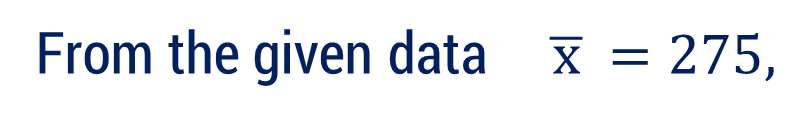 From the given data x̅ = 275,